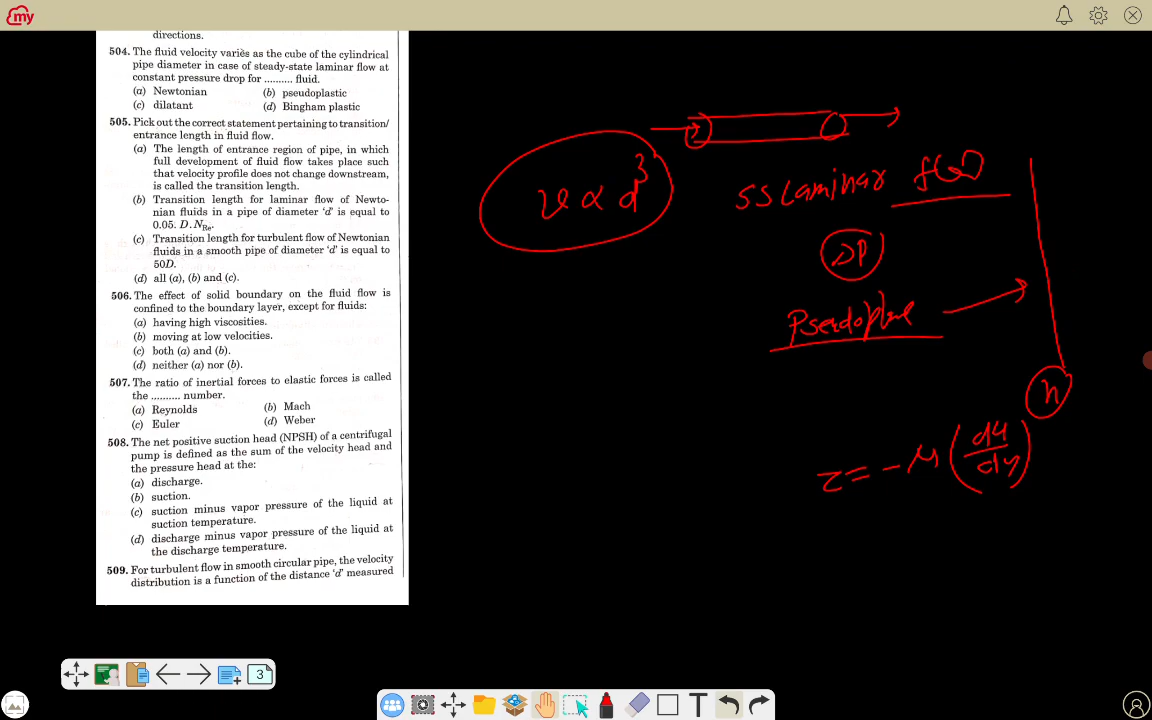 my
directions.
504. The fluid velocity varies as the cube of the cylindrical
pipe diameter in case of steady-state laminar flow at
constant pressure drop for .......... fluid.
(a) Newtonian (b) pseudoplastic
(c) dilatant (d) Bingham plastic
505. Pick out the correct statement pertaining to transition/
entrance length in fluid flow.
(a) The length of entrance region of pipe, in which
full development of fluid flow takes place such
that velocity profile does not change downstream,
is called the transition length.
(b) Transition length for laminar flow of Newto-
nian fluids in a pipe of diameter 'd' is equal to
0.05. D.NRe.
(c) Transition length for turbulent flow of Newtonian
fluids in a smooth pipe of diameter 'd' is equal to
50D.
(d) all (a), (b) and (c).
506. The effect of solid boundary on the fluid flow is
confined to the boundary layer, except for fluids:
(a) having high viscosities.
(b) moving at low velocities.
(c) both (a) and (b).
(d) neither (a) nor (b).
507. The ratio of inertial forces to elastic forces is called
the .......... number.
(a) Reynolds (b) Mach
(c) Euler (d) Weber
508. The net positive suction head (NPSH) of a centrifugal
pump is defined as the sum of the velocity head and
the pressure head at the:
(a) discharge.
(b) suction.
(c) suction minus vapor pressure of the liquid at
suction temperature.
(d) discharge minus vapor pressure of the liquid at
the discharge temperature.
509. For turbulent flow in smooth circular pipe, the velocity
distribution is a function of the distance 'd' measured
v ∝ d³
SS Laminar
ΔP
n
τ = -μ (du/dy)
3
T